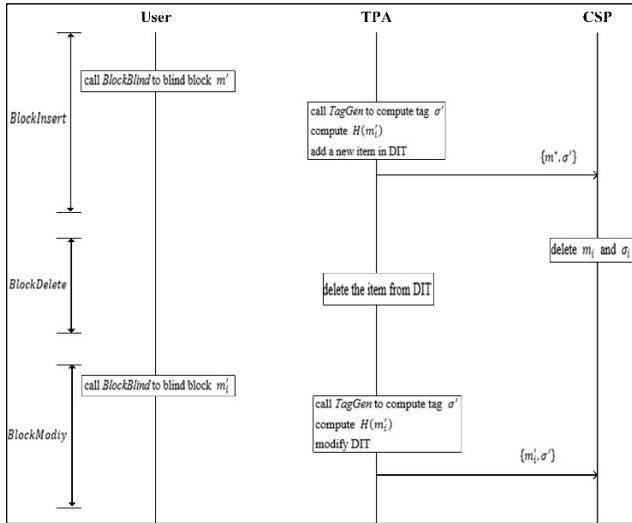 User TPA CSP
call BlockBlind to blind block m′
BlockInsert
call TagGen to compute tag σ′
compute H(m′ᵢ)
add a new item in DIT
{m*, σ′}
delete mᵢ and σᵢ
BlockDelete
delete the item from DIT
call BlockBlind to blind block m′ᵢ
BlockModiy
call TagGen to compute tag σ′
compute H(m′ᵢ)
modify DIT
{m′ᵢ, σ′}